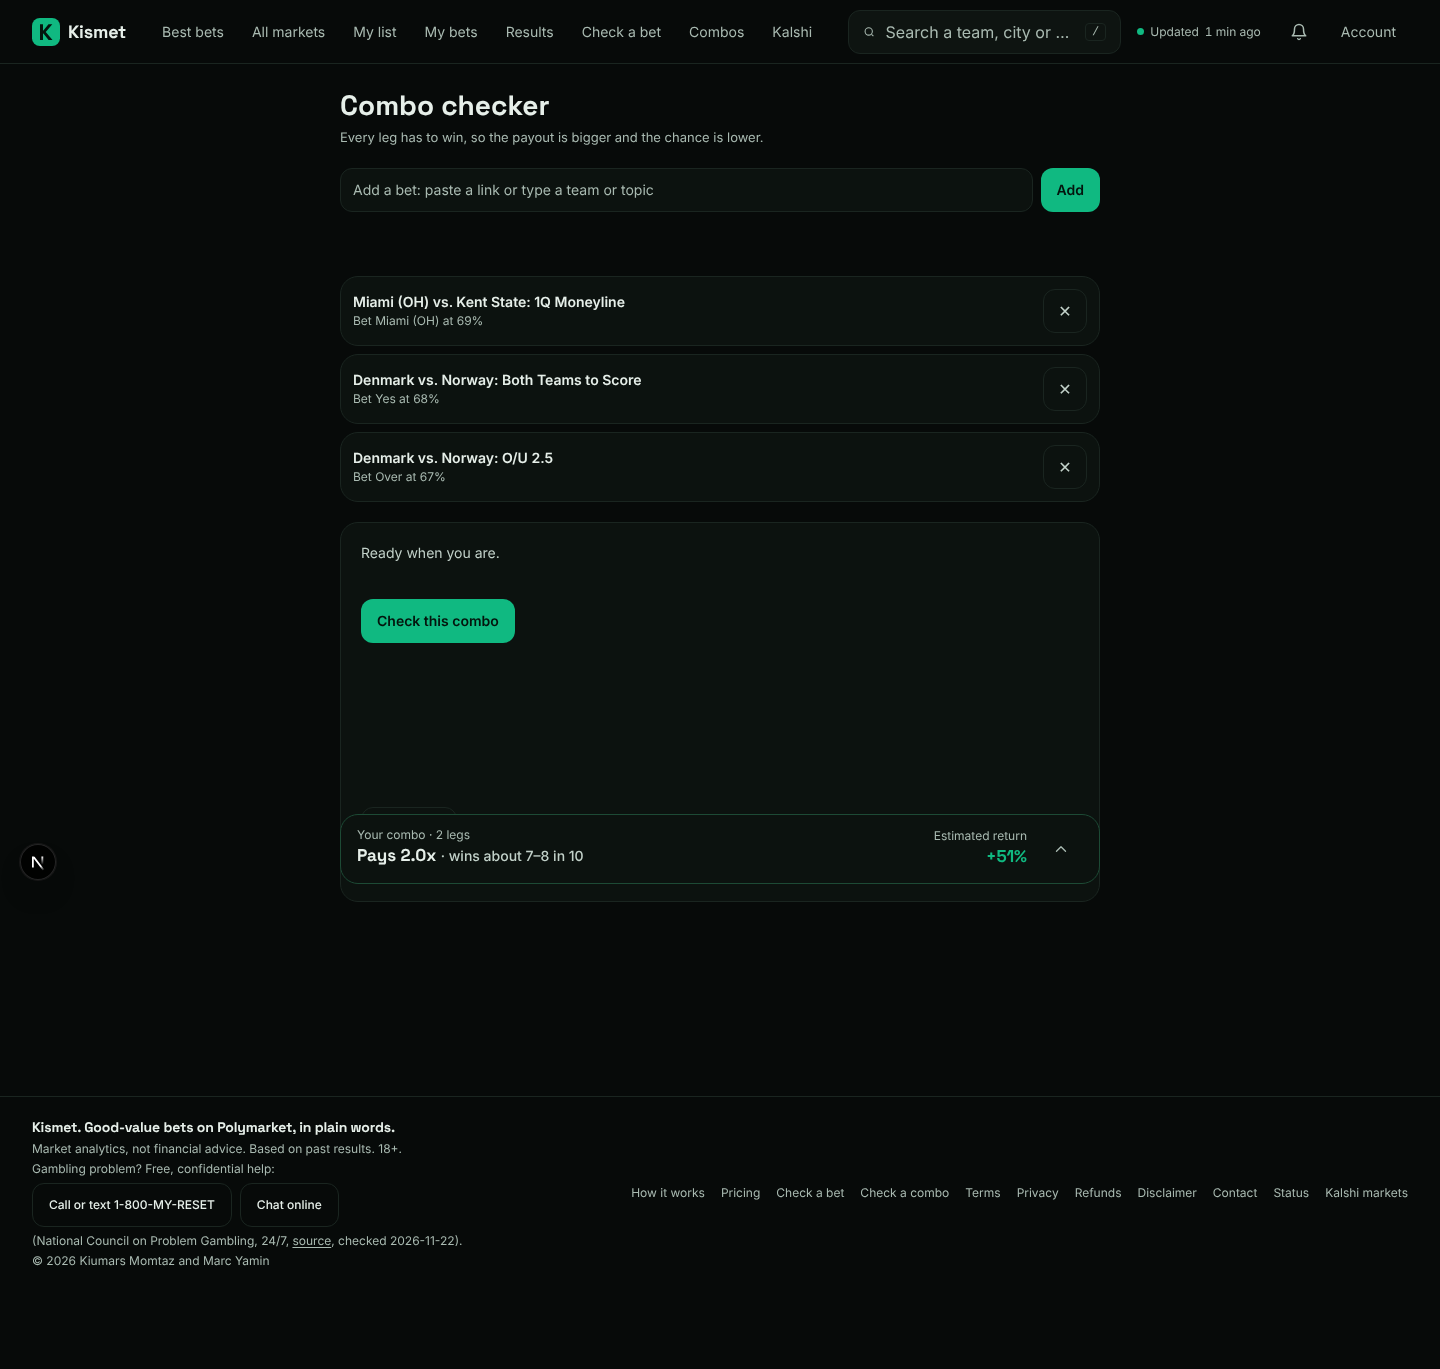 K Kismet
Best bets
All markets
My list
My bets
Results
Check a bet
Combos
Kalshi
Search a team, city or ...
/
Updated 1 min ago
Account
Combo checker
Every leg has to win, so the payout is bigger and the chance is lower.
Add a bet: paste a link or type a team or topic
Add
Miami (OH) vs. Kent State: 1Q Moneyline
Bet Miami (OH) at 69%
Denmark vs. Norway: Both Teams to Score
Bet Yes at 68%
Denmark vs. Norway: O/U 2.5
Bet Over at 67%
Ready when you are.
Check this combo
Your combo · 2 legs
Pays 2.0x · wins about 7–8 in 10
Estimated return
+51%
N
Kismet. Good-value bets on Polymarket, in plain words.
Market analytics, not financial advice. Based on past results. 18+.
Gambling problem? Free, confidential help:
Call or text 1-800-MY-RESET
Chat online
(National Council on Problem Gambling, 24/7, source, checked 2026-11-22).
© 2026 Kiumars Momtaz and Marc Yamin
How it works
Pricing
Check a bet
Check a combo
Terms
Privacy
Refunds
Disclaimer
Contact
Status
Kalshi markets